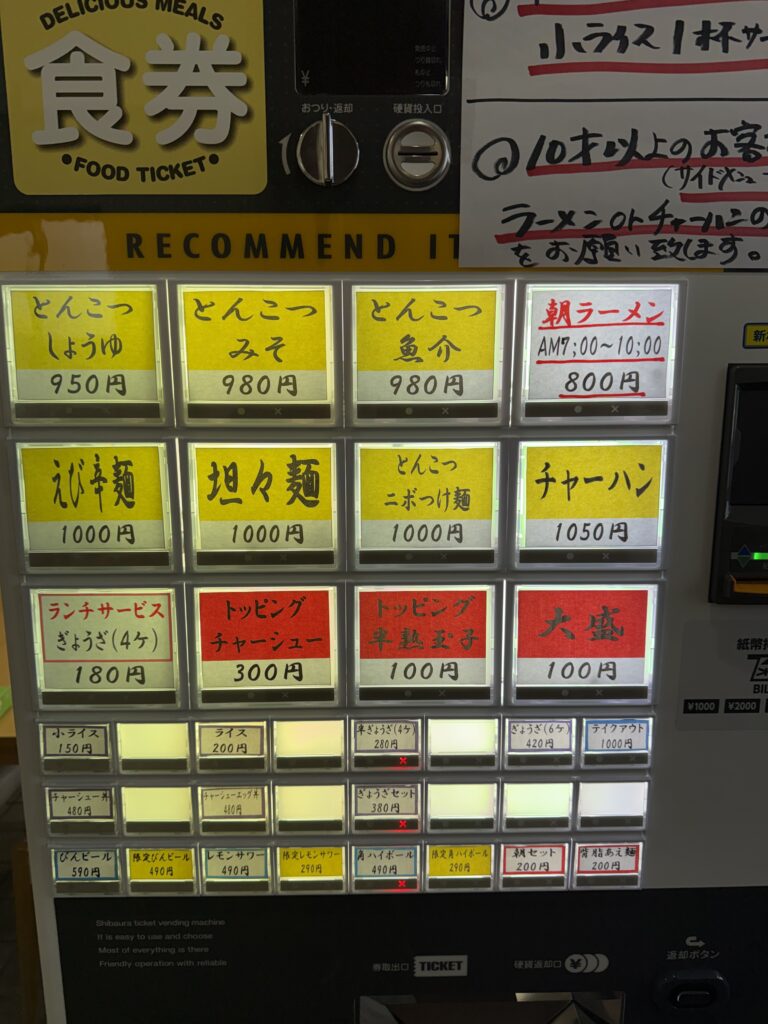 DELICIOUS MEALS
食券
•FOOD TICKET•
¥
おつり・返却
硬貨投入口
小ライス1杯サー
10才以上のお客
(サイドメニュー
ラーメンorチャーハンの
をお願い致します。
RECOMMEND IT
とんこつ
しょうゆ
950円
とんこつ
みそ
980円
とんこつ
魚介
980円
朝ラーメン
AM7;00~10;00
800円
えび辛麺
1000円
坦々麺
1000円
とんこつ
ニボつけ麺
1000円
チャーハン
1050円
ランチサービス
ぎょうざ(4ケ)
180円
トッピング
チャーシュー
300円
トッピング
半熟玉子
100円
大盛
100円
小ライス
150円
ライス
200円
半ぎょうざ(4ケ)
280円
ぎょうざ(6ケ)
420円
テイクアウト
1000円
チャーシュー丼
480円
チャーシューエッグ丼
480円
ぎょうざセット
380円
びんビール
590円
限定びんビール
490円
レモンサワー
490円
限定レモンサワー
290円
角ハイボール
490円
限定角ハイボール
290円
朝セット
200円
背脂あえ麺
200円
新
紙幣
BIL
¥1000 ¥2000
Shibaura ticket vending machine
It is easy to use and choose
Most of everything is there
Friendly operation with reliable
券取出口 TICKET
硬貨返却口 ¥
返却ボタン